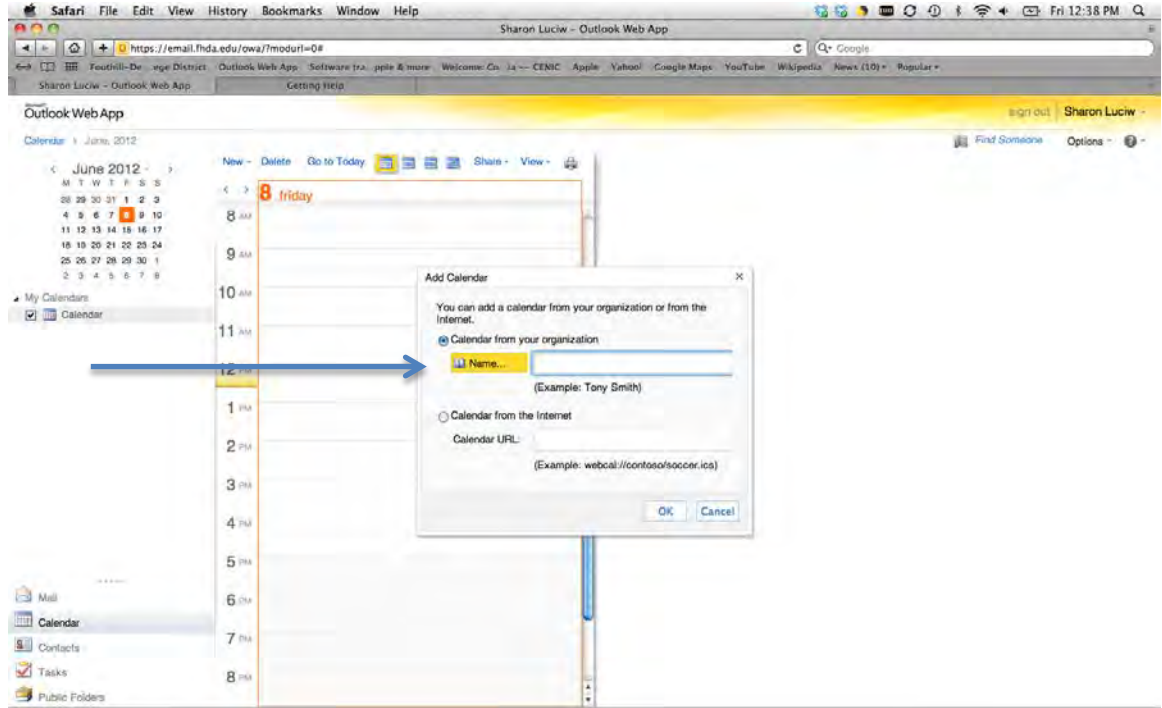 Safari File Edit View History Bookmarks Window Help Fri 12:38 PM
Sharon Luciw – Outlook Web App
https://email.fhda.edu/owa/?modurl=0# Google
Outlook Web App CENIC Apple Yahoo! Google Maps YouTube Wikipedia News (10) Popular
Sharon Luciw – Outlook Web App Getting Help
Outlook Web App sign out Sharon Luciw
Calendar June, 2012 Find Someone Options
June 2012
M T W T F S S
28 29 30 31 1 2 3
4 5 6 7 8 9 10
11 12 13 14 15 16 17
18 19 20 21 22 23 24
25 26 27 28 29 30 1
2 3 4 5 6 7 8
My Calendars
Calendar
New Delete Go to Today Share View
8 friday
8 AM
9 AM
10 AM
11 AM
12 PM
1 PM
2 PM
3 PM
4 PM
5 PM
6 PM
7 PM
8 PM
Add Calendar
You can add a calendar from your organization or from the
Internet.
Calendar from your organization
Name...
(Example: Tony Smith)
Calendar from the Internet
Calendar URL:
(Example: webcal://contoso/soccer.ics)
OK Cancel
Mail
Calendar
Contacts
Tasks
Public Folders